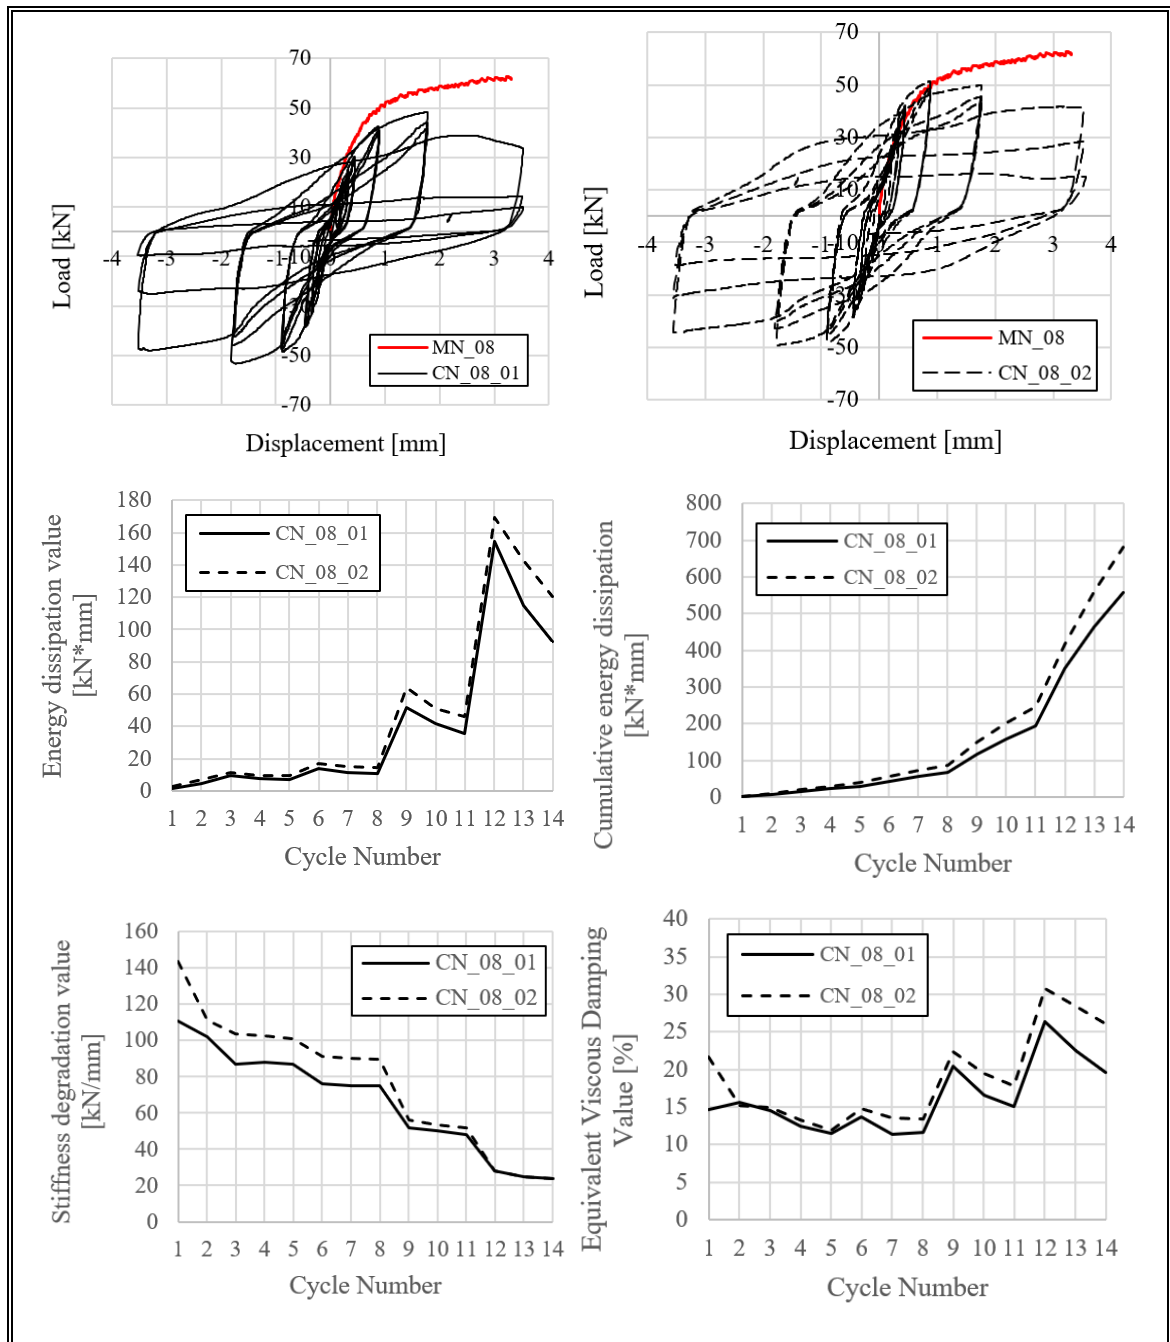 70
50
30
10
-10
-30
-50
-70
-4 -3 -2 -1 0 1 2 3 4
Load [kN]
Displacement [mm]
MN_08
CN_08_01
70
50
30
10
-10
-30
-50
-70
-4 -3 -2 -1 0 1 2 3 4
Load [kN]
Displacement [mm]
MN_08
CN_08_02
180
160
140
120
100
80
60
40
20
0
1 2 3 4 5 6 7 8 9 10 11 12 13 14
Energy dissipation value
[kN*mm]
Cycle Number
CN_08_01
CN_08_02
800
700
600
500
400
300
200
100
0
1 2 3 4 5 6 7 8 9 10 11 12 13 14
Cumulative energy dissipation
[kN*mm]
Cycle Number
CN_08_01
CN_08_02
160
140
120
100
80
60
40
20
0
1 2 3 4 5 6 7 8 9 10 11 12 13 14
Stiffness degradation value
[kN/mm]
Cycle Number
CN_08_01
CN_08_02
40
35
30
25
20
15
10
5
0
1 2 3 4 5 6 7 8 9 10 11 12 13 14
Equivalent Viscous Damping
Value [%]
Cycle Number
CN_08_01
CN_08_02